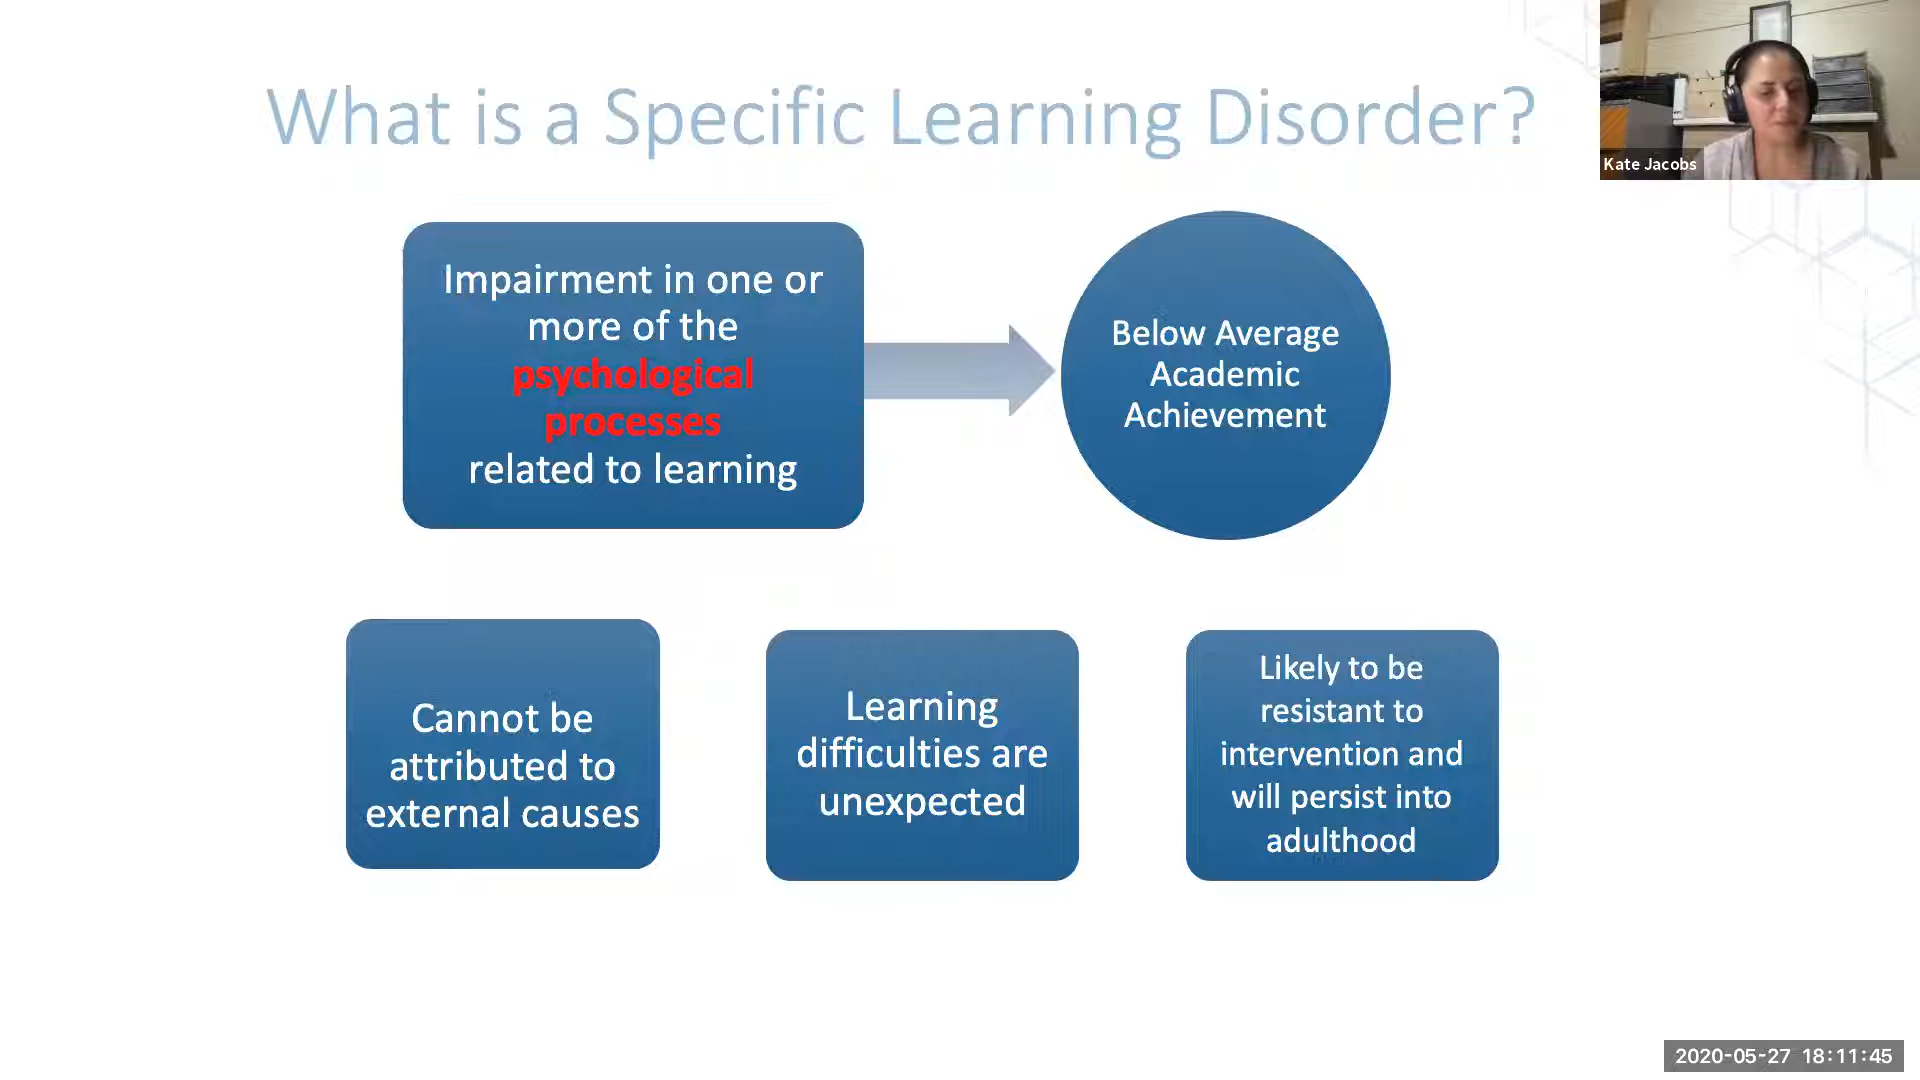 What is a Specific Learning Disorder?
Kate Jacobs
Impairment in one or
more of the
psychological
processes
related to learning
Below Average
Academic
Achievement
Cannot be
attributed to
external causes
Learning
difficulties are
unexpected
Likely to be
resistant to
intervention and
will persist into
adulthood
2020-05-27 18:11:45